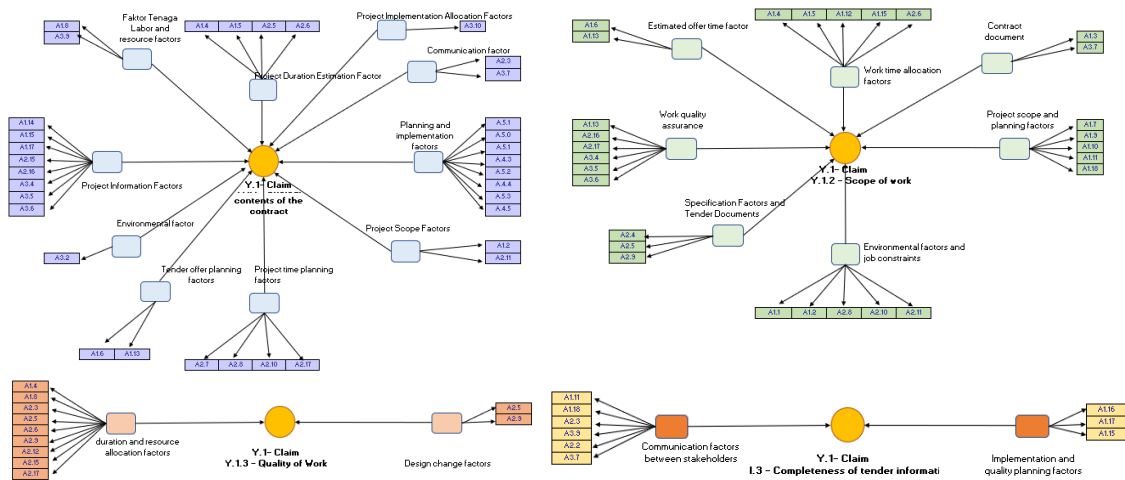 Faktor Tenaga
Labor and
resource factors
A1.8
A3.9
A1.4 A1.5 A2.5 A2.6
Project Duration Estimation Factor
Project Implementation Allocation Factors
A3.10
Communication factor
A2.3
A3.7
A1.14
A1.15
A1.17
A2.15
A2.16
A3.4
A3.5
A3.6
Project Information Factors
Planning and
implementation
factors
A.5.1
A.5.0
A.5.1
A.4.3
A.5.2
A.4.4
A.5.3
A.4.5
Y.1- Claim
contents of the
contract
Environmental factor
A3.2
Tender offer planning
factors
A1.6 A1.13
Project time planning
factors
A2.7 A2.8 A2.10 A2.17
Project Scope Factors
A1.2
A2.11
Estimated offer time factor
A1.6
A1.13
A1.4 A1.5 A1.12 A1.15 A2.6
Work time allocation
factors
Contract
document
A1.3
A3.7
Work quality
assurance
A1.13
A2.16
A2.17
A3.4
A3.5
A3.6
Project scope and
planning factors
A1.7
A1.9
A1.10
A1.11
A1.18
Y.1- Claim
Y.1.2 - Scope of work
Specification Factors and
Tender Documents
A2.4
A2.5
A2.9
Environmental factors and
job constraints
A1.1 A1.2 A2.8 A2.10 A2.11
A1.4
A1.8
A2.3
A2.5
A2.6
A2.9
A2.12
A2.15
A2.17
duration and resource
allocation factors
Y.1- Claim
Y.1.3 - Quality of Work
Design change factors
A2.5
A2.9
A1.11
A1.18
A2.3
A3.9
A2.2
A3.7
Communication factors
between stakeholders
Y.1- Claim
I.3 - Completeness of tender informati
Implementation and
quality planning factors
A1.16
A1.17
A1.15